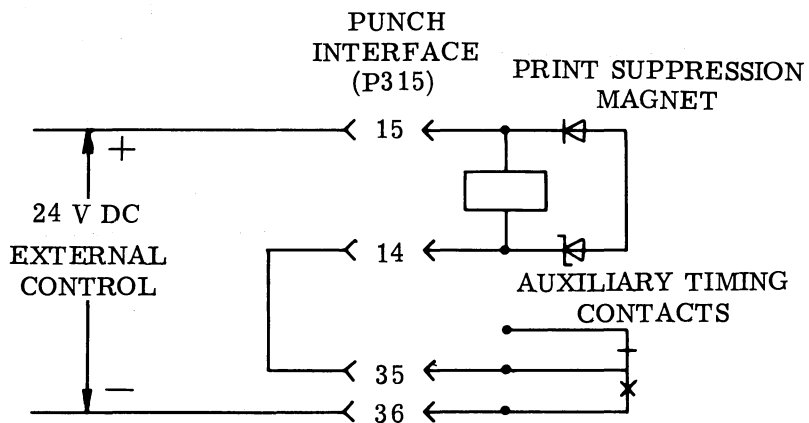 PUNCH
INTERFACE
(P315)
PRINT SUPPRESSION
MAGNET
15
+
24 V DC
EXTERNAL
CONTROL
14
AUXILIARY TIMING
CONTACTS
35
36
—